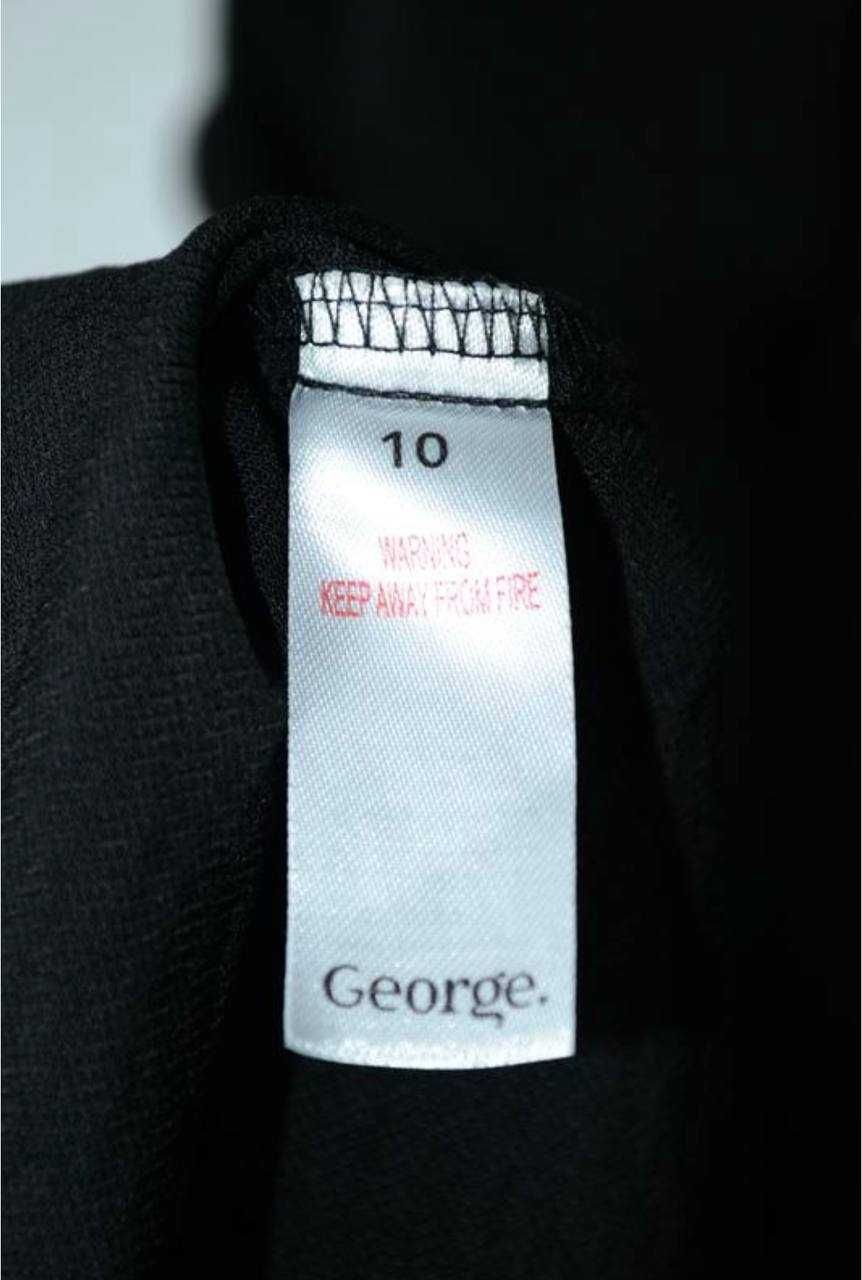 10
WARNING
KEEP AWAY FROM FIRE
George.